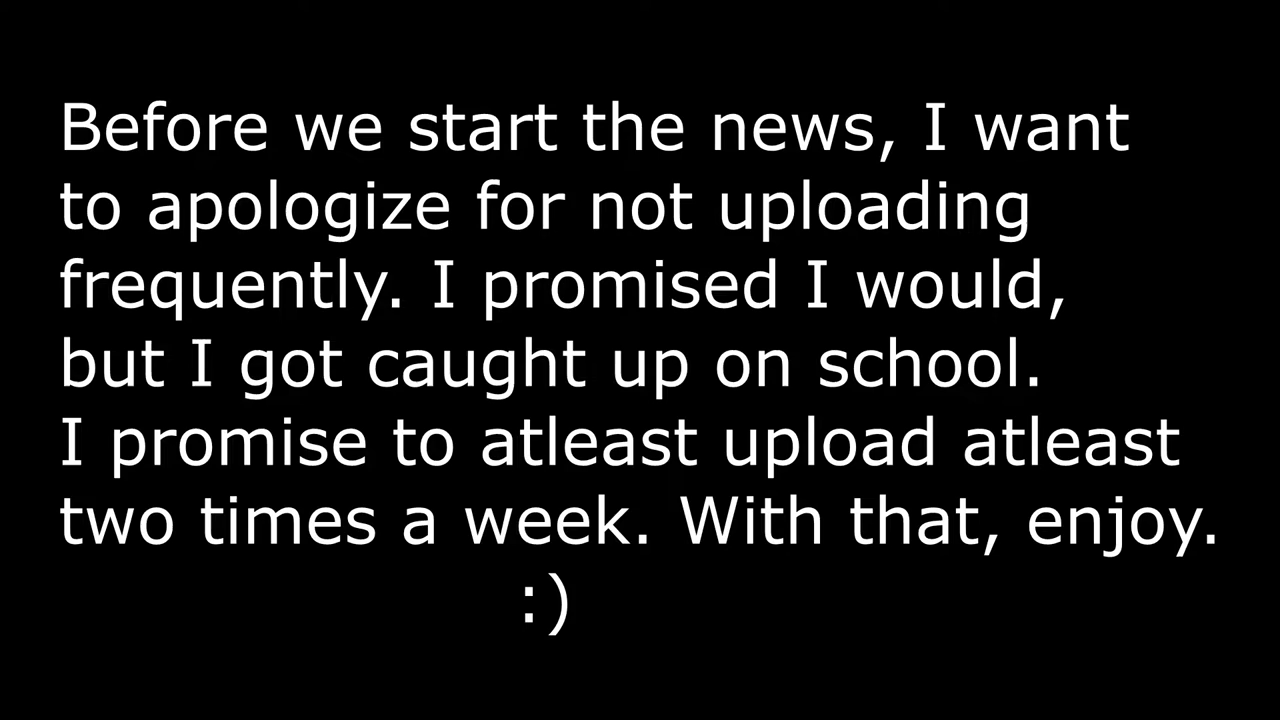 Before we start the news, I want
to apologize for not uploading
frequently. I promised I would,
but I got caught up on school.
I promise to atleast upload atleast
two times a week. With that, enjoy.
:)